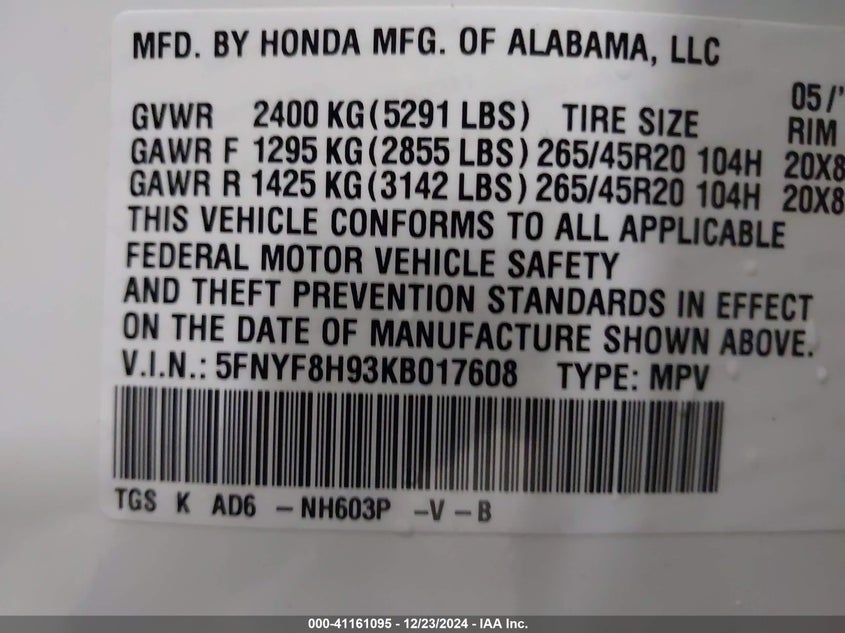 MFD. BY HONDA MFG. OF ALABAMA, LLC
05/'
GVWR 2400 KG(5291 LBS) TIRE SIZE RIM
GAWR F 1295 KG(2855 LBS) 265/45R20 104H 20X8
GAWR R 1425 KG(3142 LBS) 265/45R20 104H 20X8
THIS VEHICLE CONFORMS TO ALL APPLICABLE
FEDERAL MOTOR VEHICLE SAFETY
AND THEFT PREVENTION STANDARDS IN EFFECT
ON THE DATE OF MANUFACTURE SHOWN ABOVE.
V.I.N.: 5FNYF8H93KB017608 TYPE: MPV
TGS K AD6 -NH603P -V-B
000-41161095 - 12/23/2024 - IAA Inc.